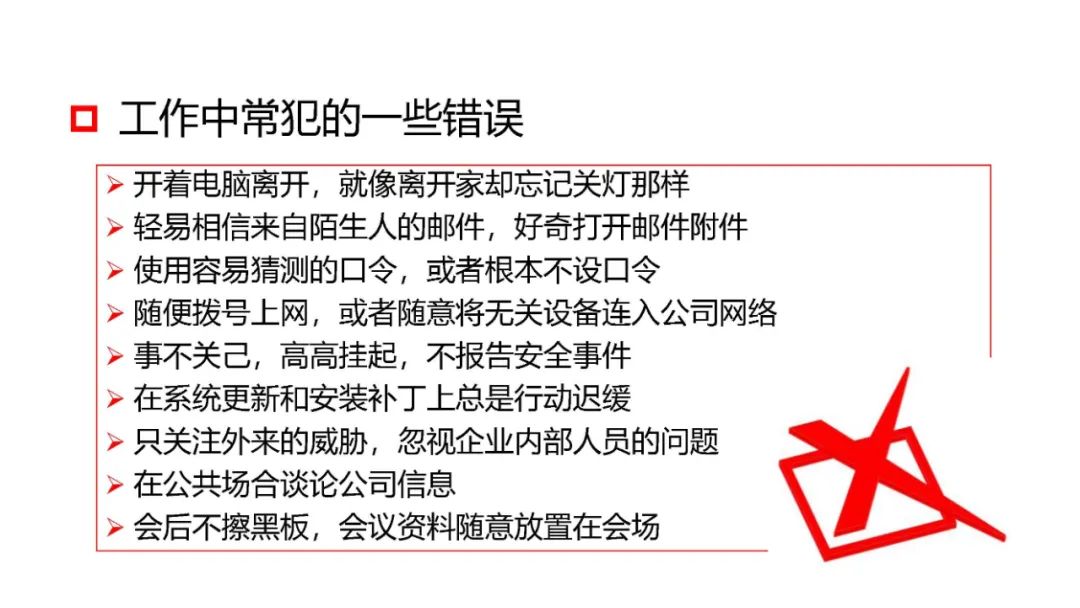 工作中常犯的一些错误
开着电脑离开，就像离开家却忘记关灯那样
轻易相信来自陌生人的邮件，好奇打开邮件附件
使用容易猜测的口令，或者根本不设口令
随便拨号上网，或者随意将无关设备连入公司网络
事不关己，高高挂起，不报告安全事件
在系统更新和安装补丁上总是行动迟缓
只关注外来的威胁，忽视企业内部人员的问题
在公共场合谈论公司信息
会后不擦黑板，会议资料随意放置在会场